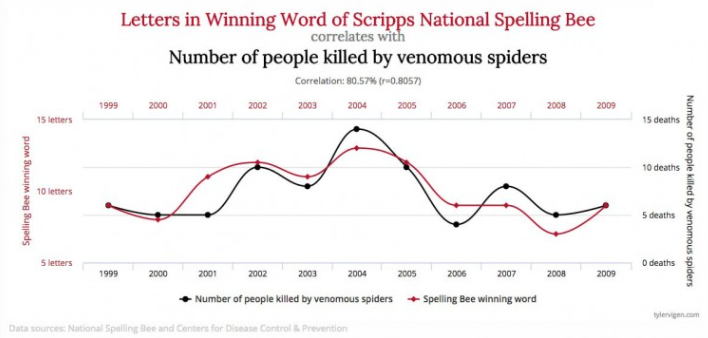 Letters in Winning Word of Scripps National Spelling Bee
correlates with
Number of people killed by venomous spiders
Correlation: 80.57% (r=0.8057)
1999 2000 2001 2002 2003 2004 2005 2006 2007 2008 2009
15 letters
10 letters
5 letters
Spelling Bee winning word
15 deaths
10 deaths
5 deaths
0 deaths
Number of people killed by venomous spiders
1999 2000 2001 2002 2003 2004 2005 2006 2007 2008 2009
Number of people killed by venomous spiders Spelling Bee winning word
tylervigen.com
Data sources: National Spelling Bee and Centers for Disease Control & Prevention